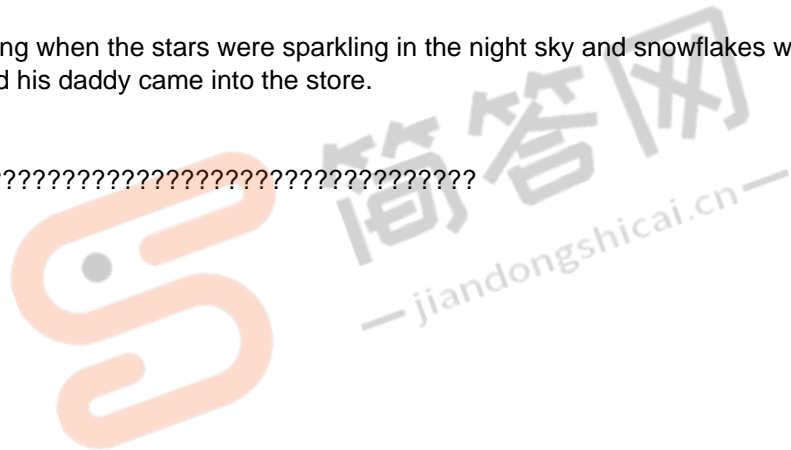 ng when the stars were sparkling in the night sky and snowflakes w
d his daddy came into the store.
????????????????????????????????
简答网
jiandongshicai.cn